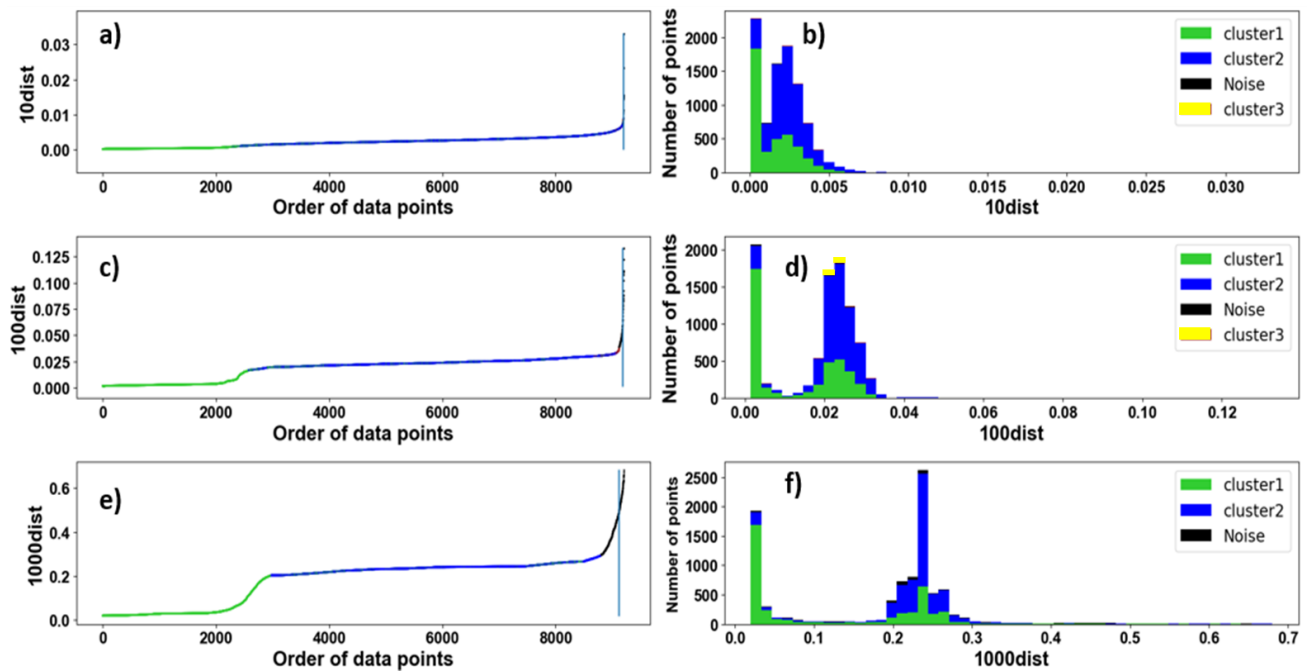 a)
10dist
0.03
0.02
0.01
0.00
0 2000 4000 6000 8000
Order of data points
b)
Number of points
2000
1500
1000
500
0
0.000 0.005 0.010 0.015 0.020 0.025 0.030
10dist
cluster1
cluster2
Noise
cluster3
c)
100dist
0.125
0.100
0.075
0.050
0.025
0.000
0 2000 4000 6000 8000
Order of data points
d)
Number of points
2000
1500
1000
500
0
0.00 0.02 0.04 0.06 0.08 0.10 0.12
100dist
cluster1
cluster2
Noise
cluster3
e)
1000dist
0.6
0.4
0.2
0.0
0 2000 4000 6000 8000
Order of data points
f)
Number of points
2500
2000
1500
1000
500
0
0.0 0.1 0.2 0.3 0.4 0.5 0.6 0.7
1000dist
cluster1
cluster2
Noise